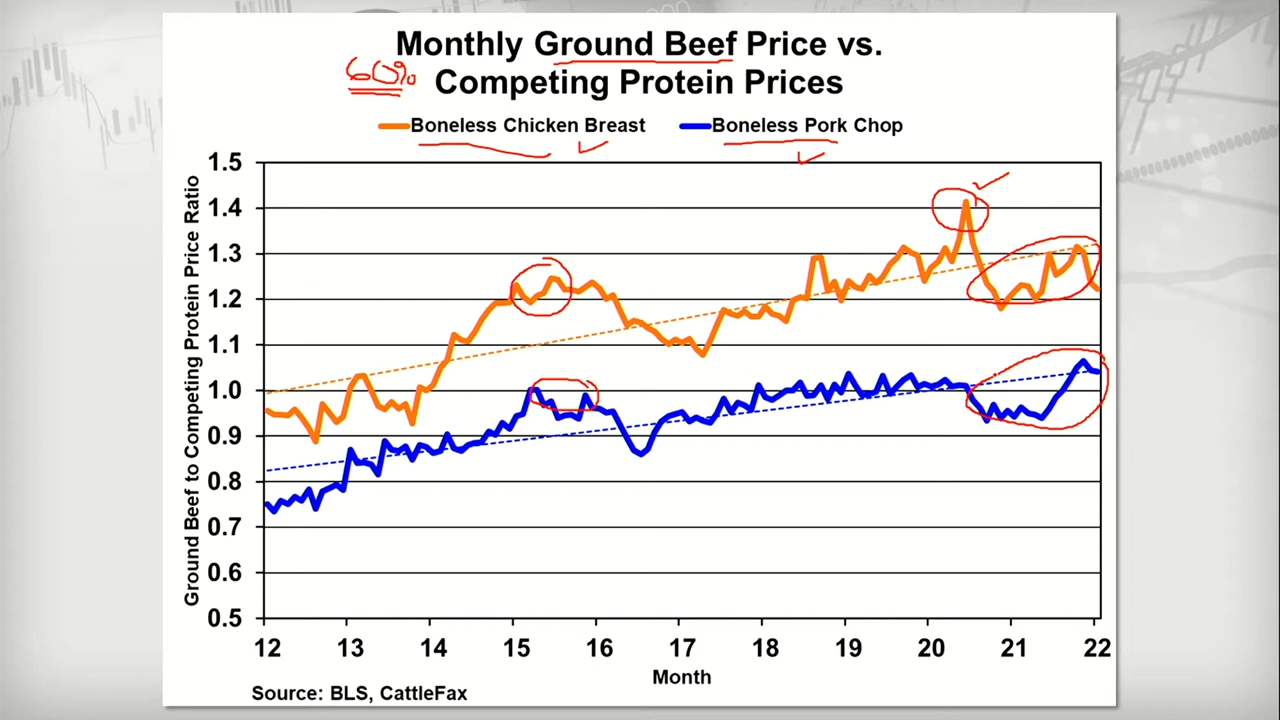 Monthly Ground Beef Price vs.
60% Competing Protein Prices
Boneless Chicken Breast Boneless Pork Chop
Ground Beef to Competing Protein Price Ratio
1.5
1.4
1.3
1.2
1.1
1.0
0.9
0.8
0.7
0.6
0.5
12 13 14 15 16 17 18 19 20 21 22
Month
Source: BLS, CattleFax